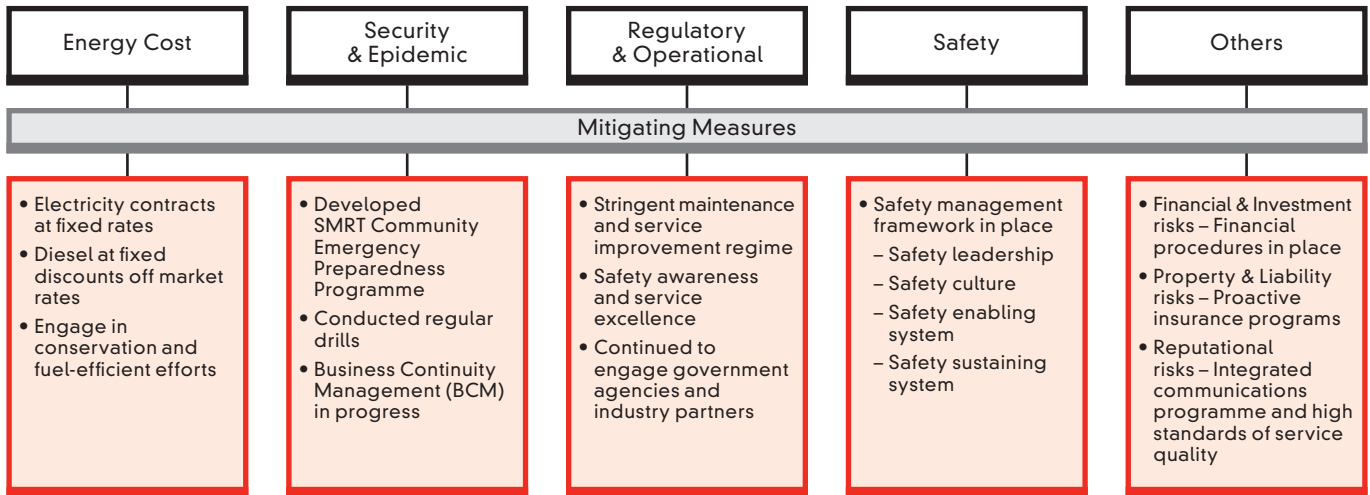 Energy Cost
Security
& Epidemic
Regulatory
& Operational
Safety
Others
Mitigating Measures
• Electricity contracts
at fixed rates
• Diesel at fixed
discounts off market
rates
• Engage in
conservation and
fuel-efficient efforts
• Developed
SMRT Community
Emergency
Preparedness
Programme
• Conducted regular
drills
• Business Continuity
Management (BCM)
in progress
• Stringent maintenance
and service
improvement regime
• Safety awareness
and service
excellence
• Continued to
engage government
agencies and
industry partners
• Safety management
framework in place
– Safety leadership
– Safety culture
– Safety enabling
system
– Safety sustaining
system
• Financial & Investment
risks – Financial
procedures in place
• Property & Liability
risks – Proactive
insurance programs
• Reputational
risks – Integrated
communications
programme and high
standards of service
quality